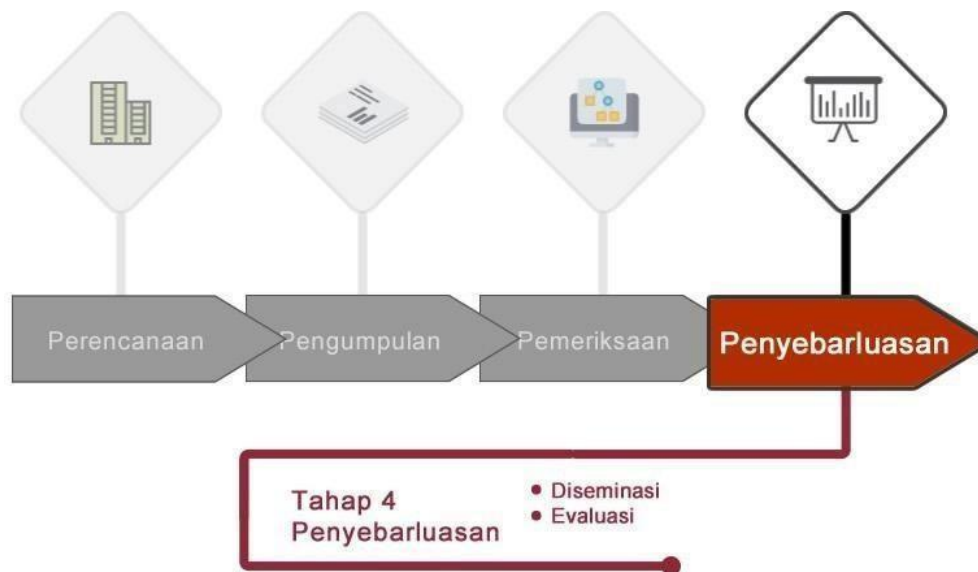 Perencanaan
Pengumpulan
Pemeriksaan
Penyebarluasan
Tahap 4
Penyebarluasan
• Diseminasi
• Evaluasi